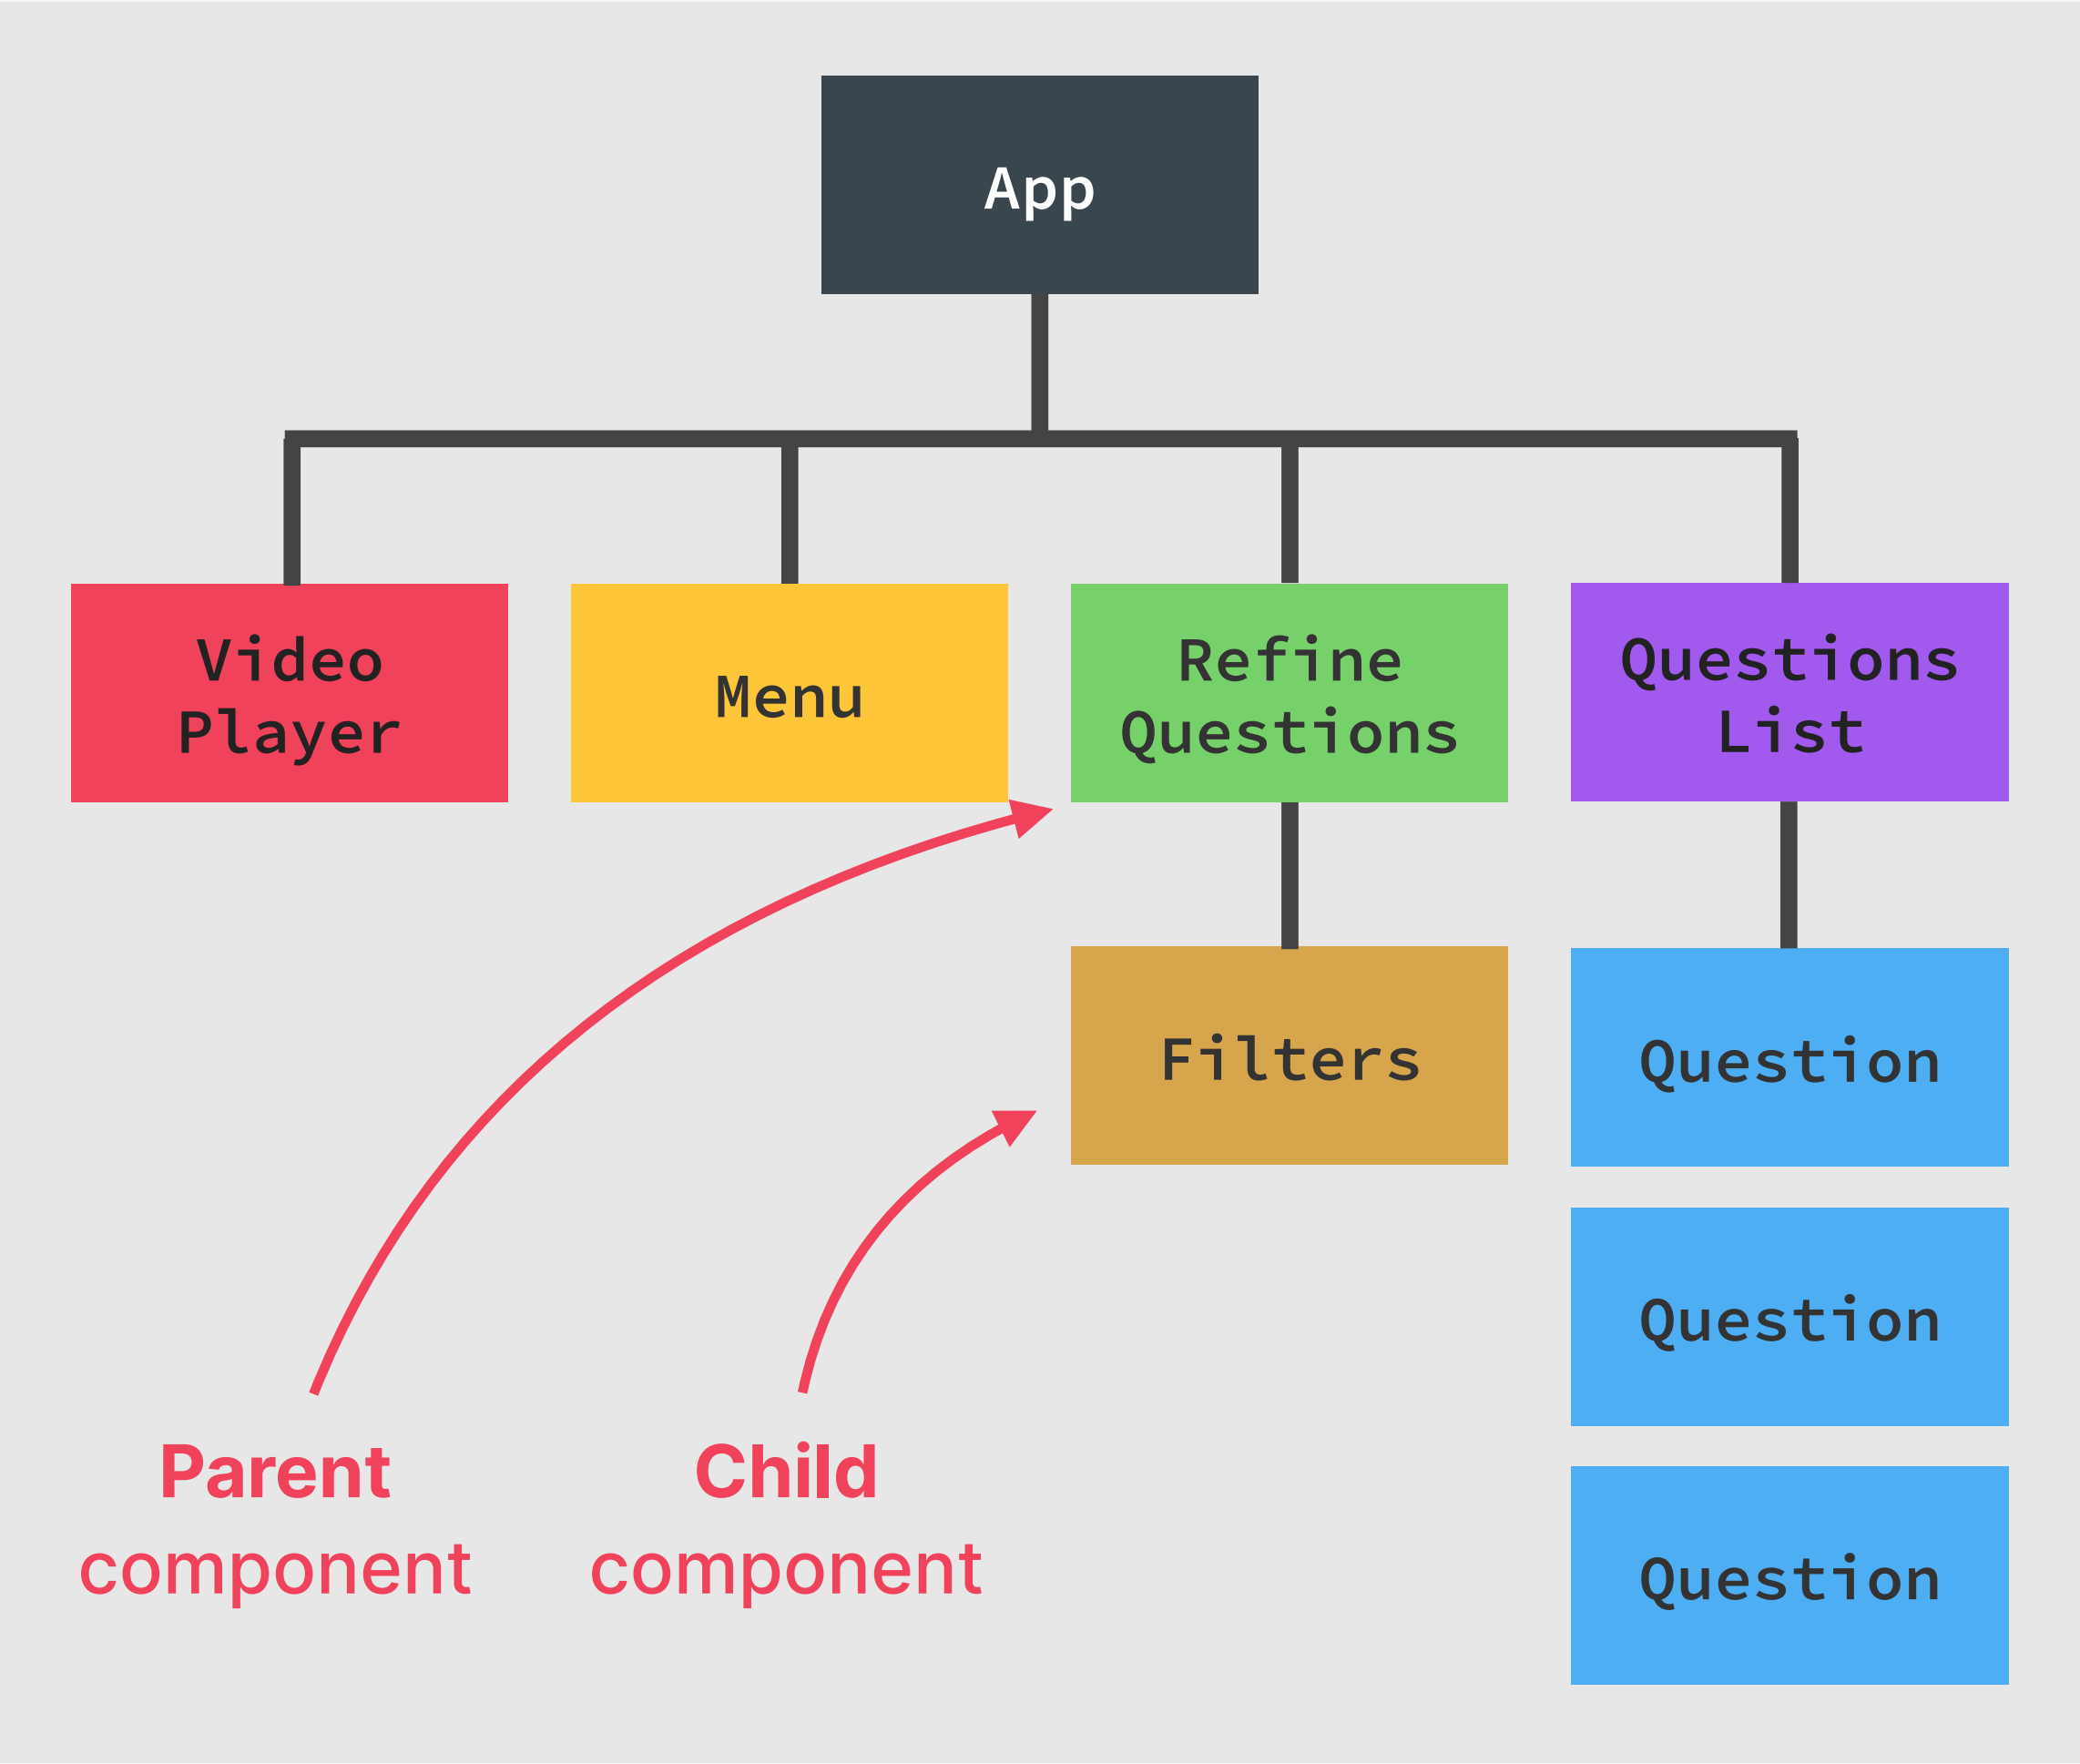 App
Video
Player
Menu
Refine
Questions
Questions
List
Filters
Question
Question
Question
Parent
component
Child
component